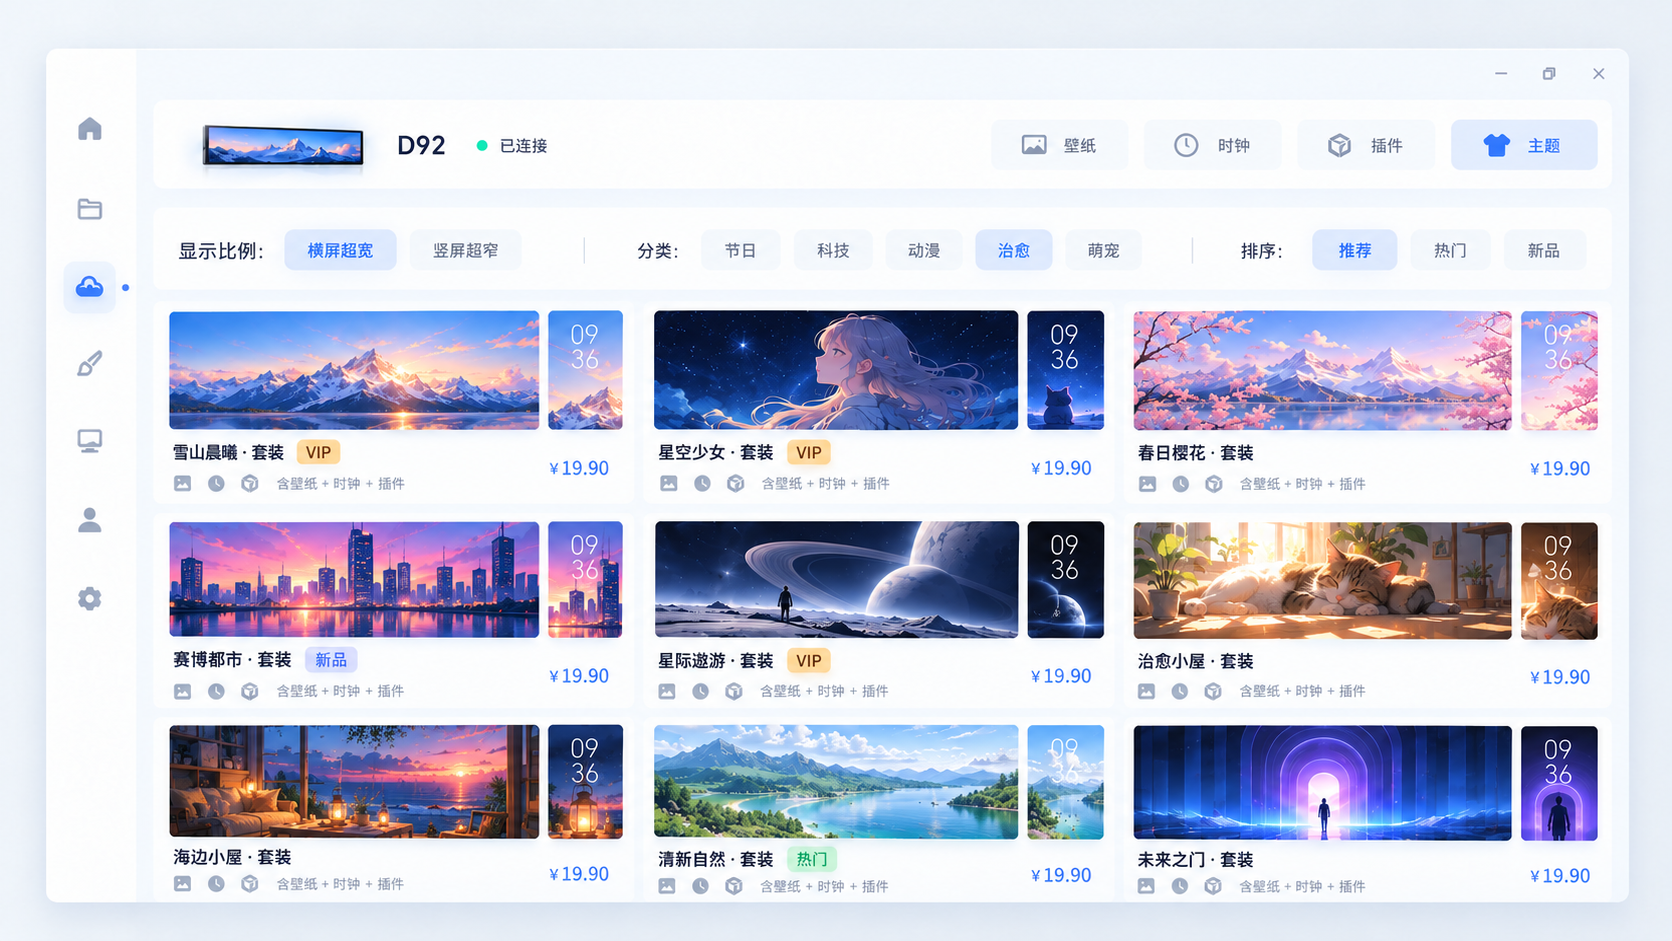 D92 已连接 壁纸 时钟 插件 主题
显示比例: 横屏超宽 竖屏超窄 分类: 节日 科技 动漫 治愈 萌宠 排序: 推荐 热门 新品
09
36
09
36
09
36
雪山晨曦 · 套装 VIP
¥19.90
含壁纸 + 时钟 + 插件
星空少女 · 套装 VIP
¥19.90
含壁纸 + 时钟 + 插件
春日樱花 · 套装
¥19.90
含壁纸 + 时钟 + 插件
09
36
09
36
09
36
赛博都市 · 套装 新品
¥19.90
含壁纸 + 时钟 + 插件
星际遨游 · 套装 VIP
¥19.90
含壁纸 + 时钟 + 插件
治愈小屋 · 套装
¥19.90
含壁纸 + 时钟 + 插件
09
36
09
36
09
36
海边小屋 · 套装
¥19.90
含壁纸 + 时钟 + 插件
清新自然 · 套装 热门
¥19.90
含壁纸 + 时钟 + 插件
未来之门 · 套装
¥19.90
含壁纸 + 时钟 + 插件